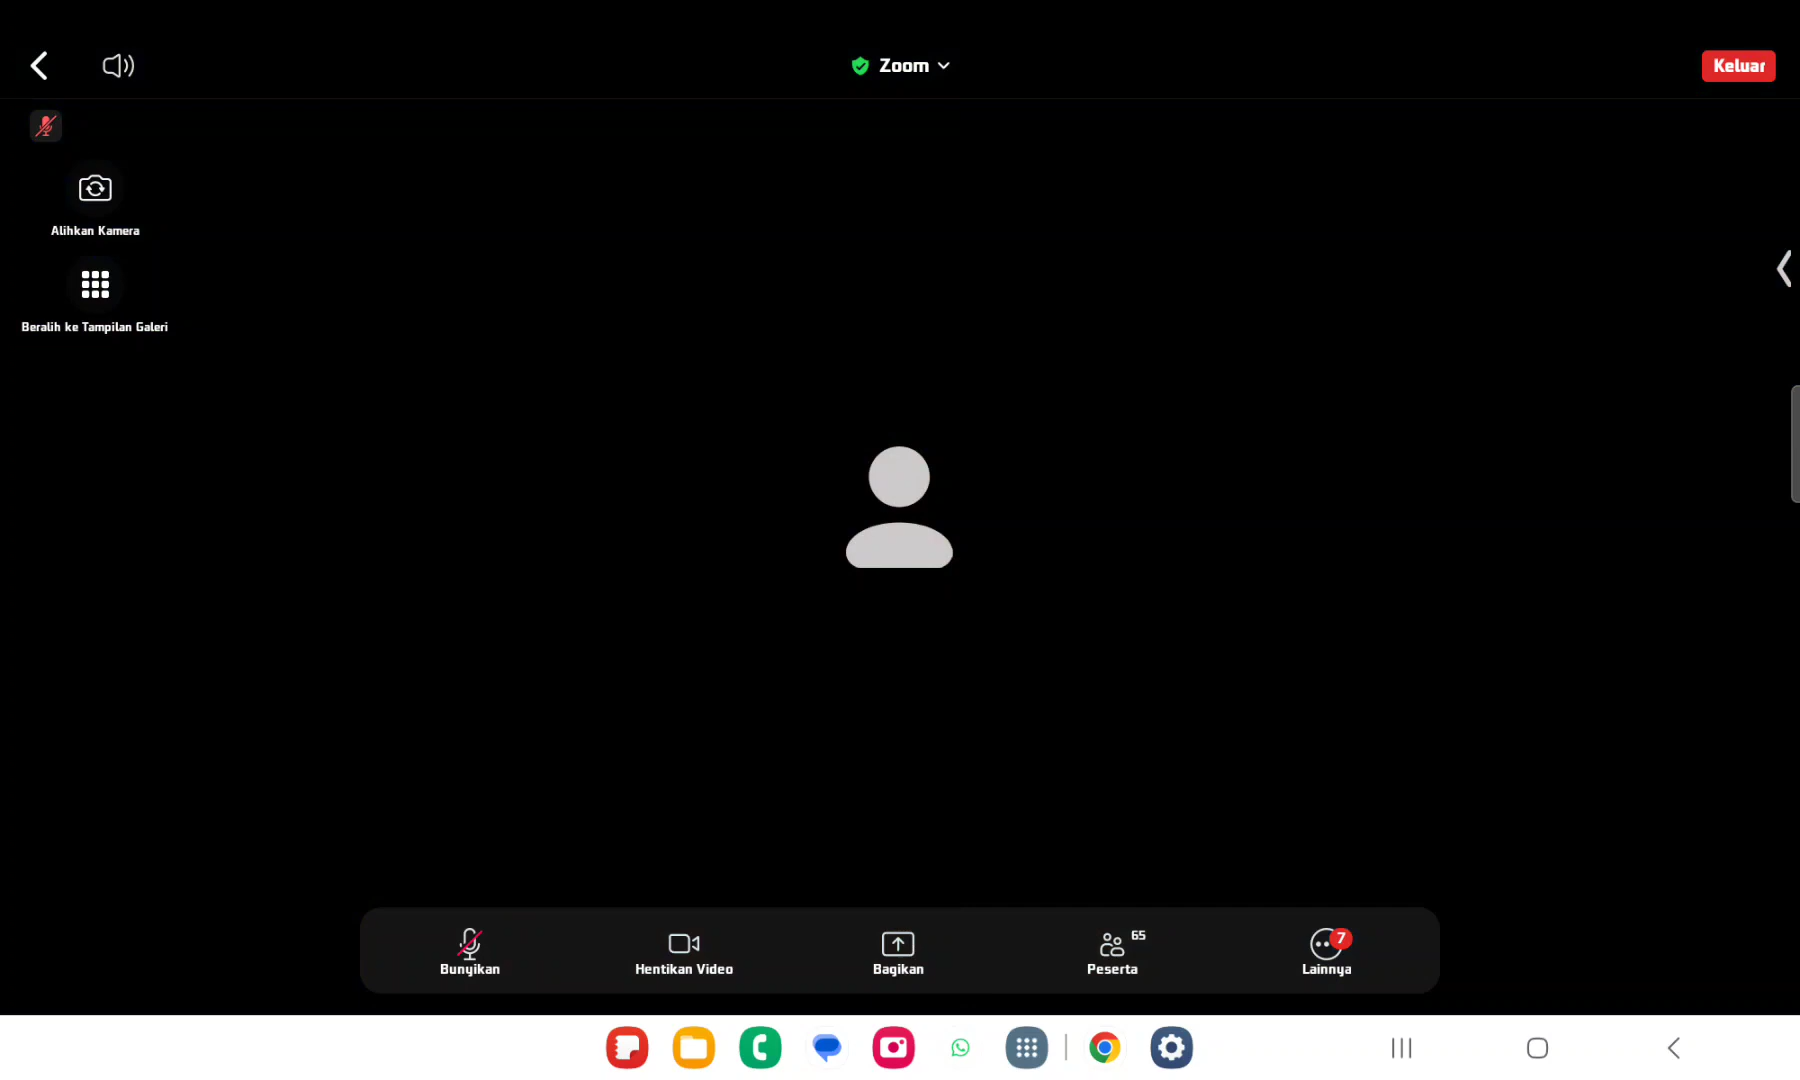 Zoom
Keluar
Alihkan Kamera
Beralih ke Tampilan Galeri
Bunyikan
Hentikan Video
Bagikan
65
Peserta
7
Lainnya